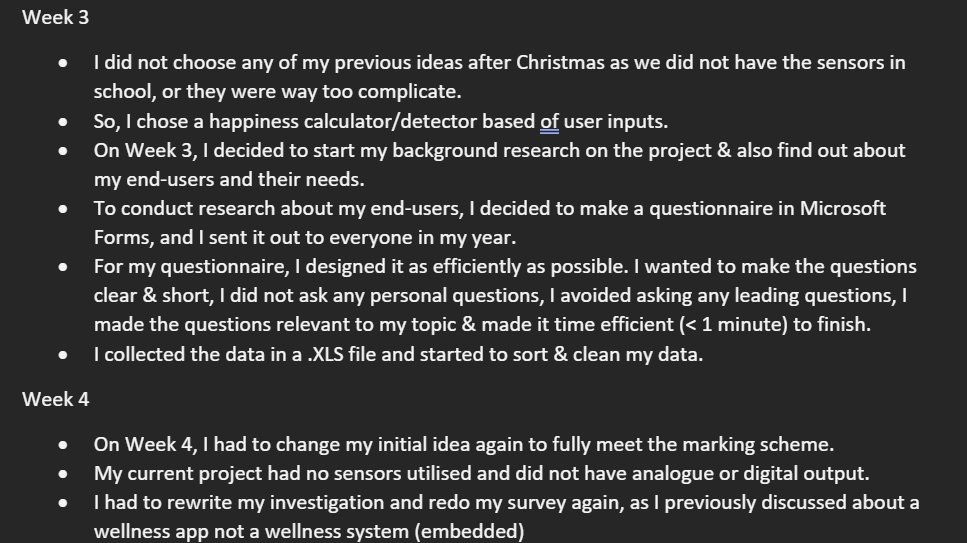 Week 3
• I did not choose any of my previous ideas after Christmas as we did not have the sensors in
school, or they were way too complicate.
• So, I chose a happiness calculator/detector based of user inputs.
• On Week 3, I decided to start my background research on the project & also find out about
my end-users and their needs.
• To conduct research about my end-users, I decided to make a questionnaire in Microsoft
Forms, and I sent it out to everyone in my year.
• For my questionnaire, I designed it as efficiently as possible. I wanted to make the questions
clear & short, I did not ask any personal questions, I avoided asking any leading questions, I
made the questions relevant to my topic & made it time efficient (< 1 minute) to finish.
• I collected the data in a .XLS file and started to sort & clean my data.
Week 4
• On Week 4, I had to change my initial idea again to fully meet the marking scheme.
• My current project had no sensors utilised and did not have analogue or digital output.
• I had to rewrite my investigation and redo my survey again, as I previously discussed about a
wellness app not a wellness system (embedded)